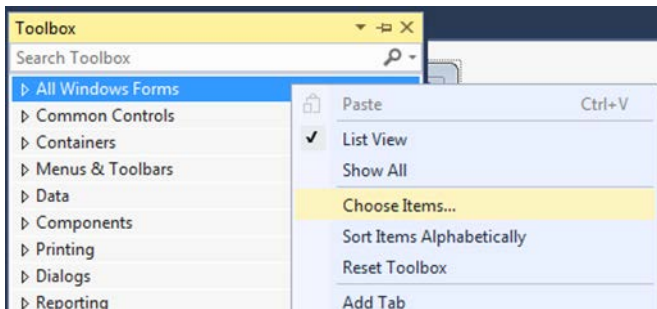 Toolbox
Search Toolbox
All Windows Forms
Common Controls
Containers
Menus & Toolbars
Data
Components
Printing
Dialogs
Reporting
Paste Ctrl+V
List View
Show All
Choose Items...
Sort Items Alphabetically
Reset Toolbox
Add Tab